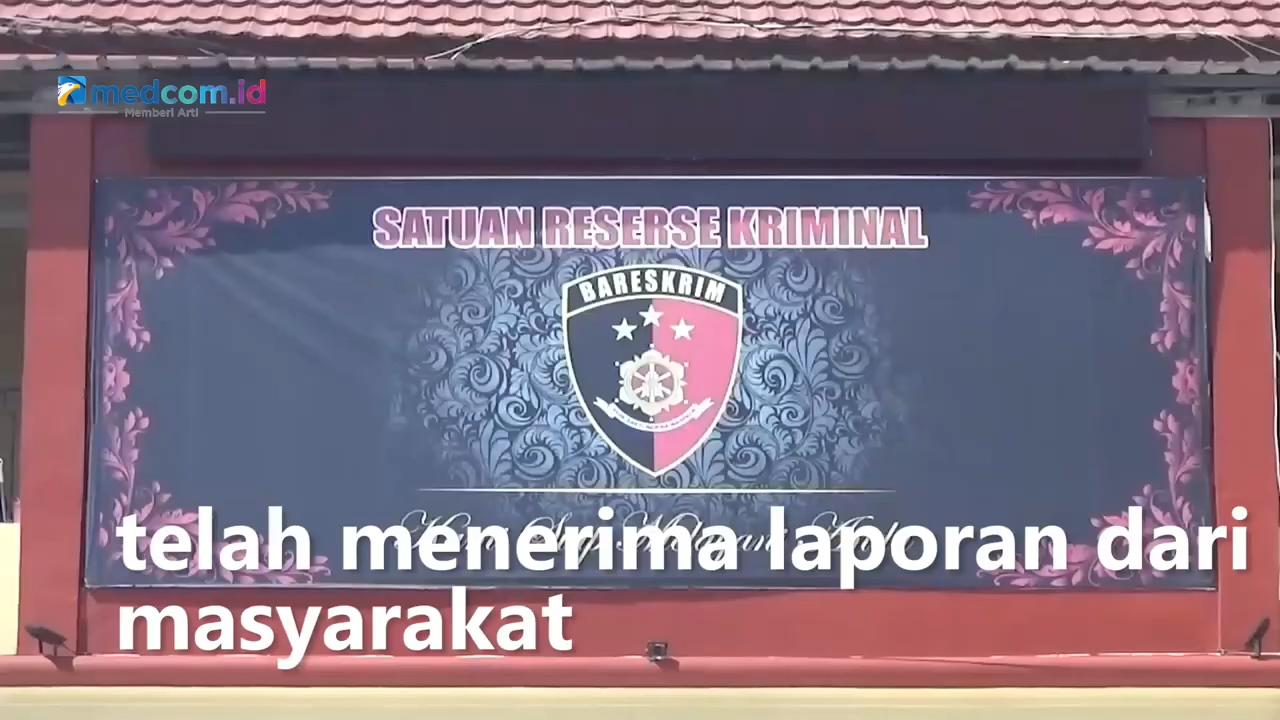 medcom.id
Memberi Arti
SATUAN RESERSE KRIMINAL
BARESKRIM
telah menerima laporan dari
masyarakat